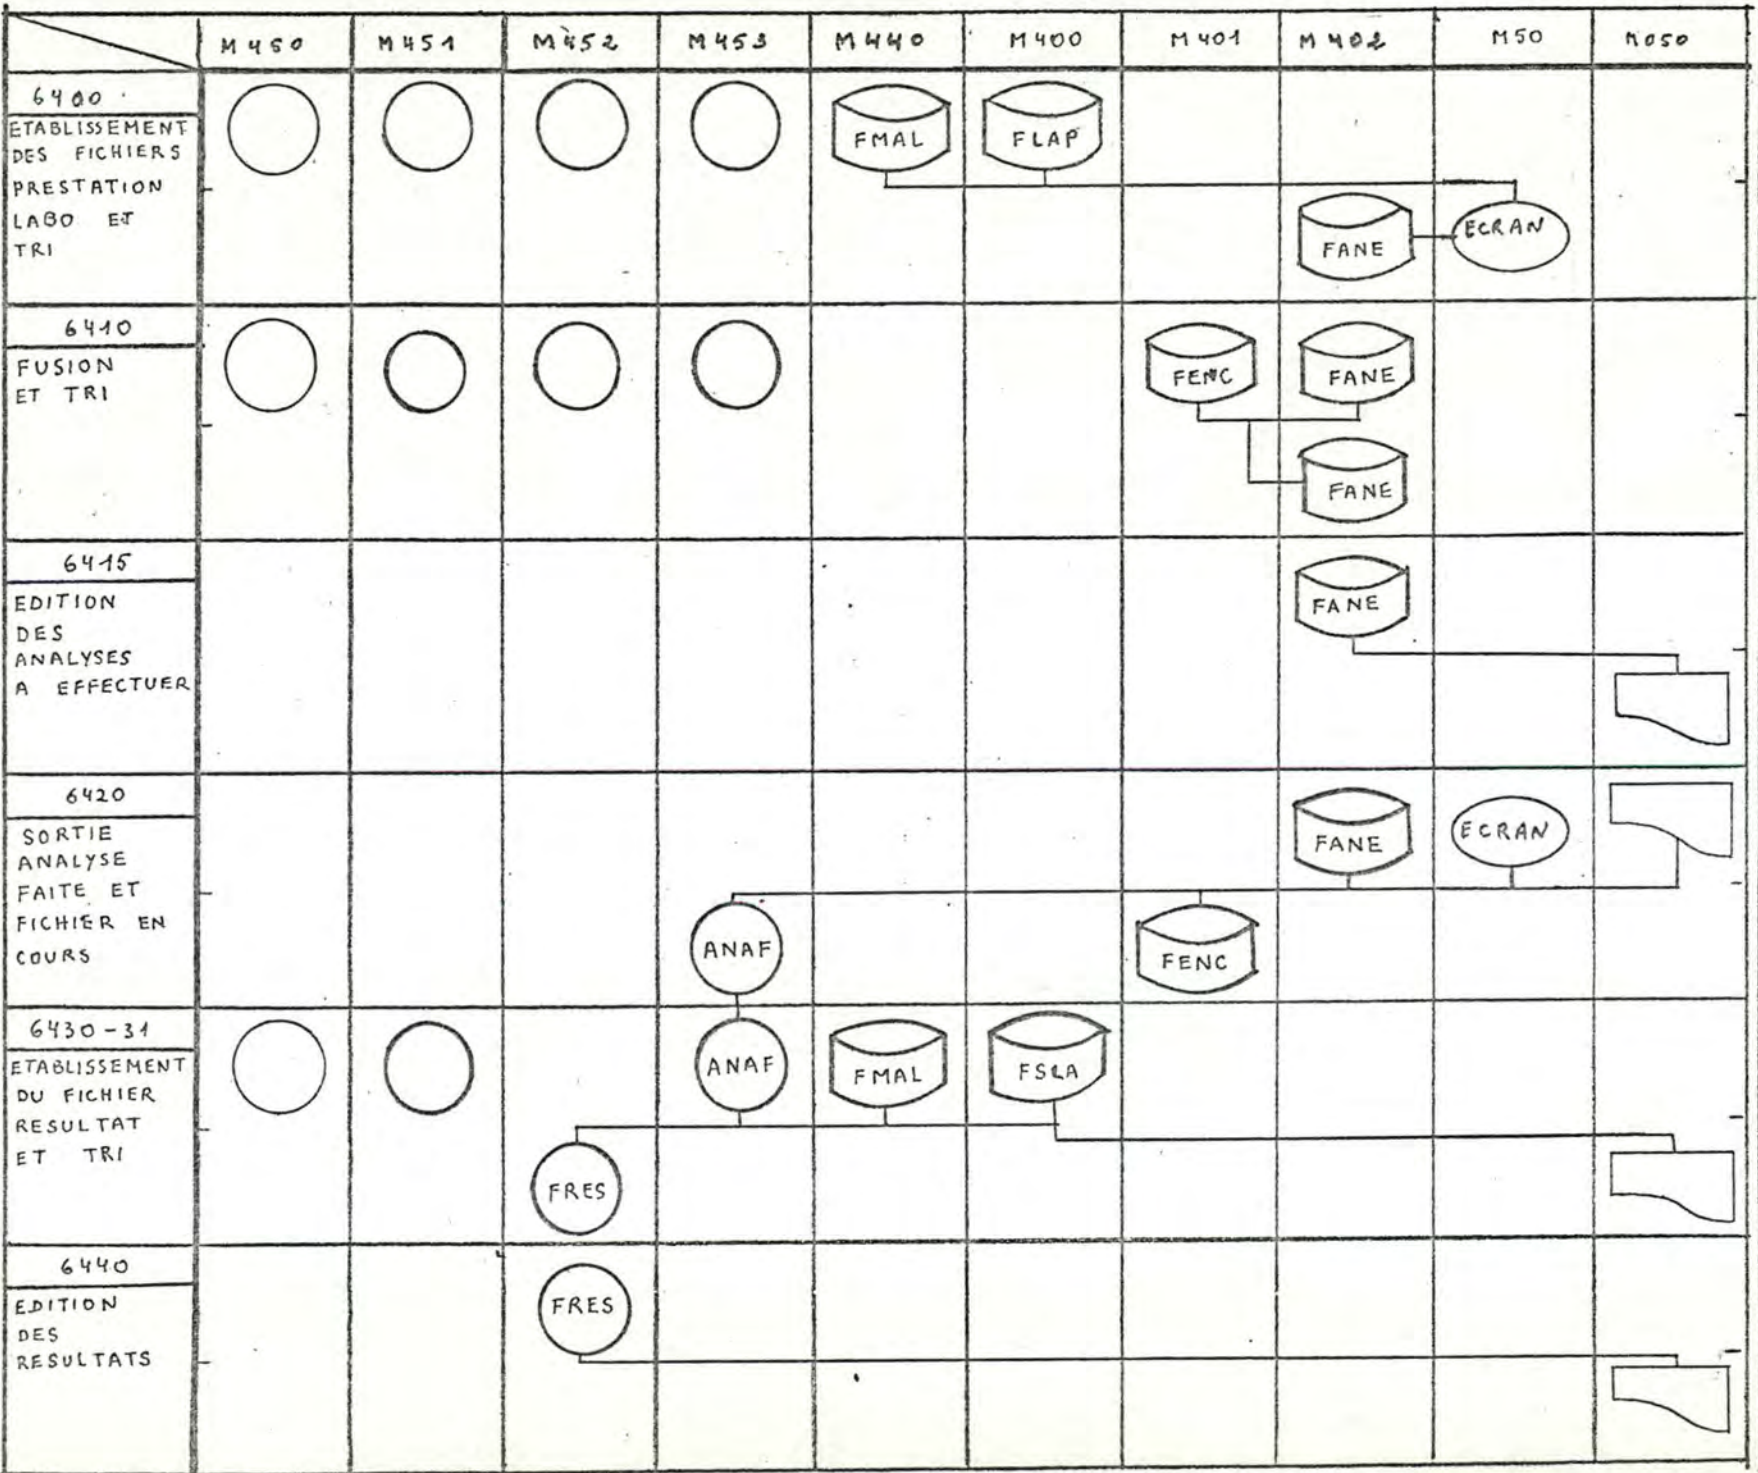 M450 M451 M452 M453 M440 M400 M401 M402 M50 M050
6400
ETABLISSEMENT
DES FICHIERS
PRESTATION
LABO ET
TRI
FMAL FLAP
FANE ECRAN
6410
FUSION
ET TRI
FENC FANE
FANE
6415
EDITION
DES
ANALYSES
A EFFECTUER
FANE
6420
SORTIE
ANALYSE
FAITE ET
FICHIER EN
COURS
FANE ECRAN
ANAF FENC
6430-31
ETABLISSEMENT
DU FICHIER
RESULTAT
ET TRI
ANAF FMAL FSLA
FRES
6440
EDITION
DES
RESULTATS
FRES